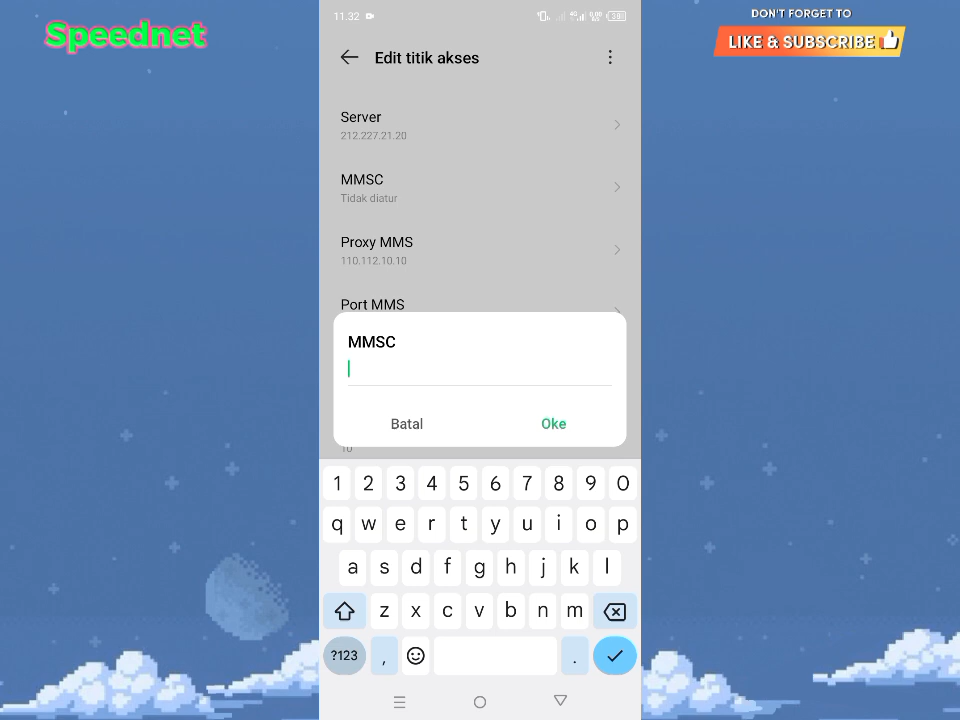 Speednet
DON'T FORGET TO
LIKE & SUBSCRIBE
11.32
Edit titik akses
Server
212.227.21.20
MMSC
Tidak diatur
Proxy MMS
110.112.10.10
Port MMS
MMSC
Batal
Oke
10
1 2 3 4 5 6 7 8 9 0
q w e r t y u i o p
a s d f g h j k l
z x c v b n m
?123 , .